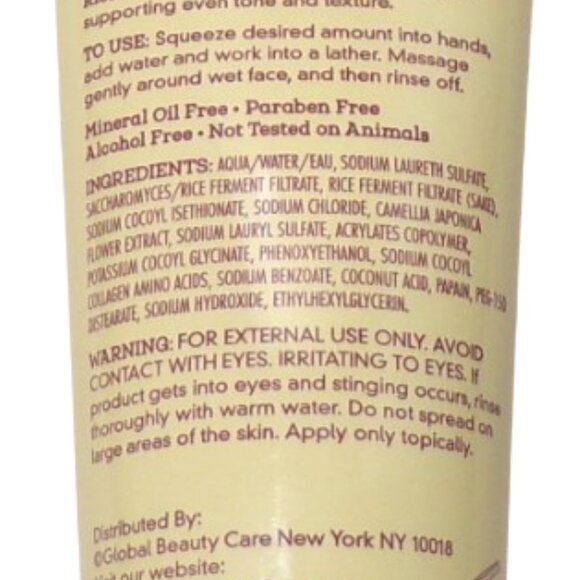 supporting even tone and texture.
TO USE: Squeeze desired amount into hands,
add water and work into a lather. Massage
gently around wet face, and then rinse off.
Mineral Oil Free • Paraben Free
Alcohol Free • Not Tested on Animals
INGREDIENTS: AQUA/WATER/EAU, SODIUM LAURETH SULFATE,
SACCHAROMYCES/RICE FERMENT FILTRATE, RICE FERMENT FILTRATE (SAKE),
SODIUM COCOYL ISETHIONATE, SODIUM CHLORIDE, CAMELLIA JAPONICA
FLOWER EXTRACT, SODIUM LAURYL SULFATE, ACRYLATES COPOLYMER,
POTASSIUM COCOYL GLYCINATE, PHENOXYETHANOL, SODIUM COCOYL
COLLAGEN AMINO ACIDS, SODIUM BENZOATE, COCONUT ACID, PAPAIN, PEG-150
DISTEARATE, SODIUM HYDROXIDE, ETHYLHEXYLGLYCERIN.
WARNING: FOR EXTERNAL USE ONLY. AVOID
CONTACT WITH EYES. IRRITATING TO EYES. If
product gets into eyes and stinging occurs, rinse
thoroughly with warm water. Do not spread on
large areas of the skin. Apply only topically.
Distributed By:
©Global Beauty Care New York NY 10018
Visit our website: